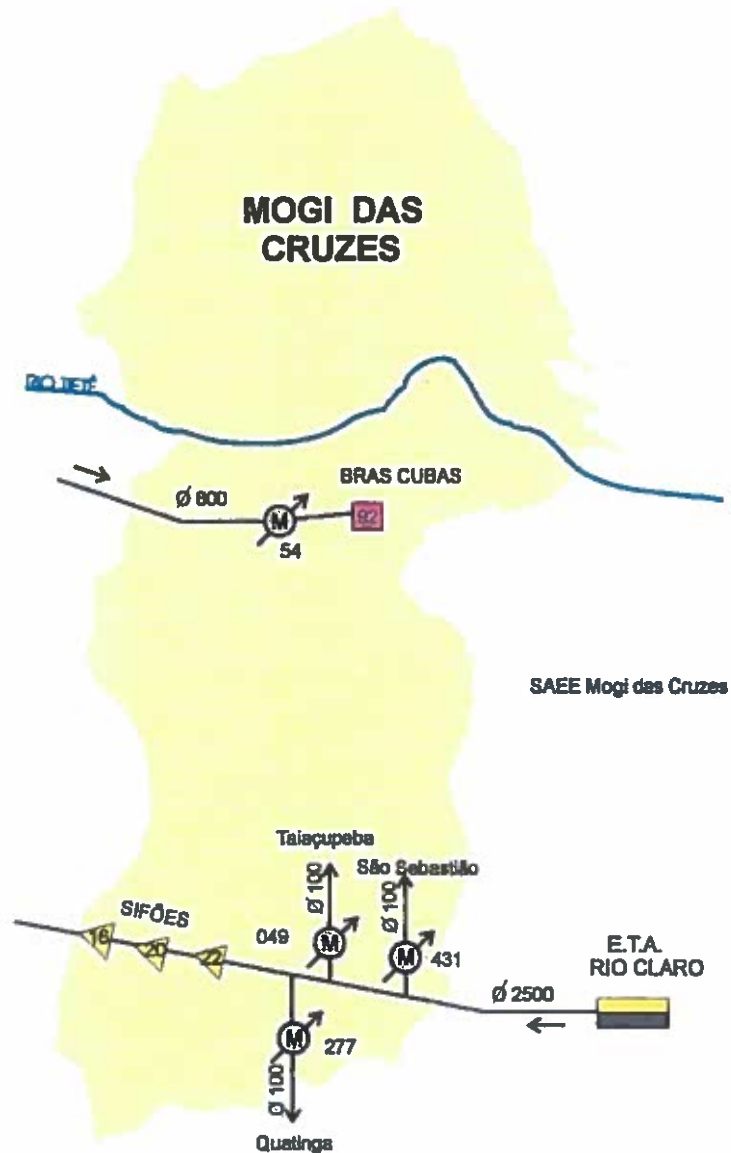 MOGI DAS
CRUZES
RIO TIETÊ
BRAS CUBAS
Ø 800
M
92
54
SAEE Mogi das Cruzes
Taiaçupeba
São Sebastião
Ø 100
Ø 100
SIFÕES
16
20
22
049
M
M
431
E.T.A.
RIO CLARO
Ø 2500
M
277
Ø 100
Quatinga